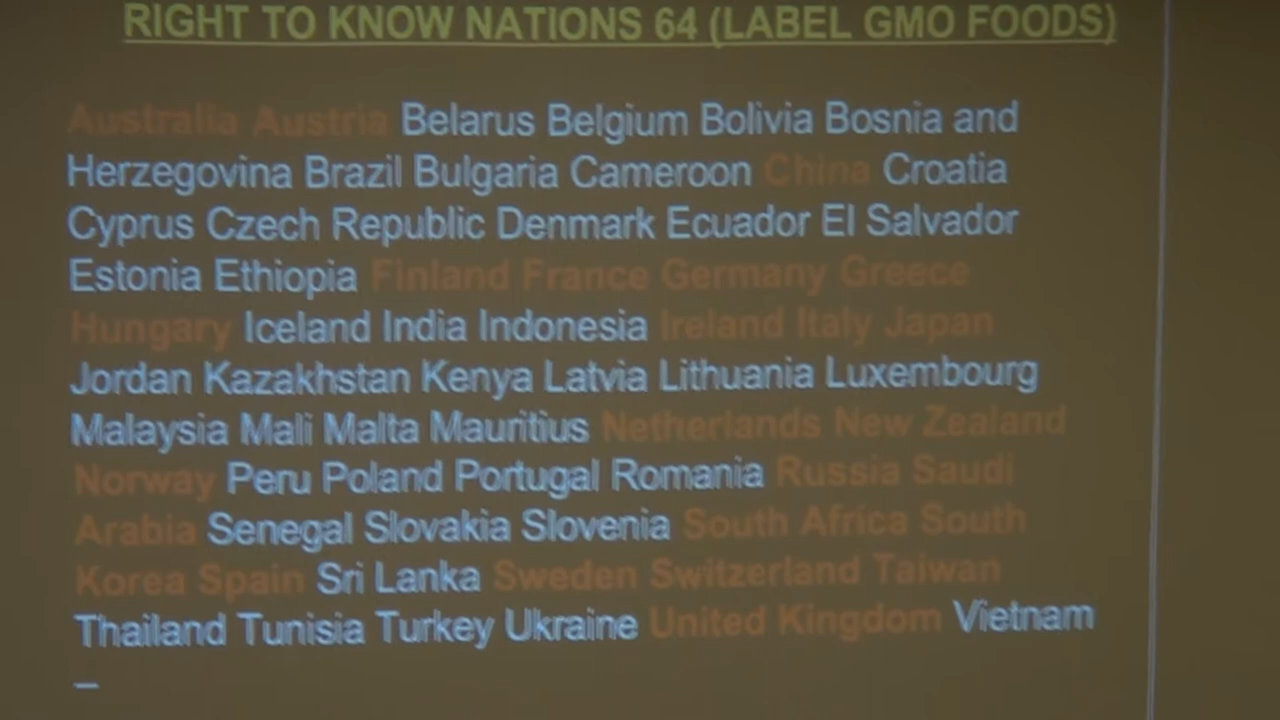 RIGHT TO KNOW NATIONS 64 (LABEL GMO FOODS)
Australia Austria Belarus Belgium Bolivia Bosnia and
Herzegovina Brazil Bulgaria Cameroon China Croatia
Cyprus Czech Republic Denmark Ecuador El Salvador
Estonia Ethiopia Finland France Germany Greece
Hungary Iceland India Indonesia Ireland Italy Japan
Jordan Kazakhstan Kenya Latvia Lithuania Luxembourg
Malaysia Mali Malta Mauritius Netherlands New Zealand
Norway Peru Poland Portugal Romania Russia Saudi
Arabia Senegal Slovakia Slovenia South Africa South
Korea Spain Sri Lanka Sweden Switzerland Taiwan
Thailand Tunisia Turkey Ukraine United Kingdom Vietnam
_